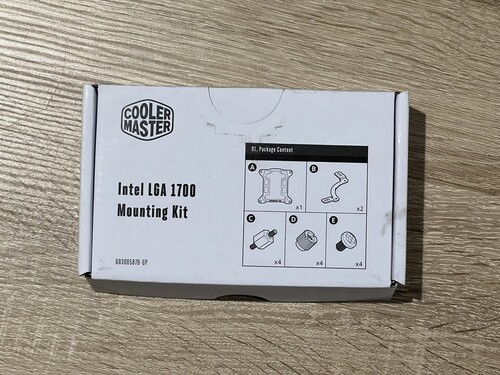 COOLER
MASTER
Intel LGA 1700
Mounting Kit
01. Package Content
A
x1
B
x2
C
x4
D
x4
E
x4